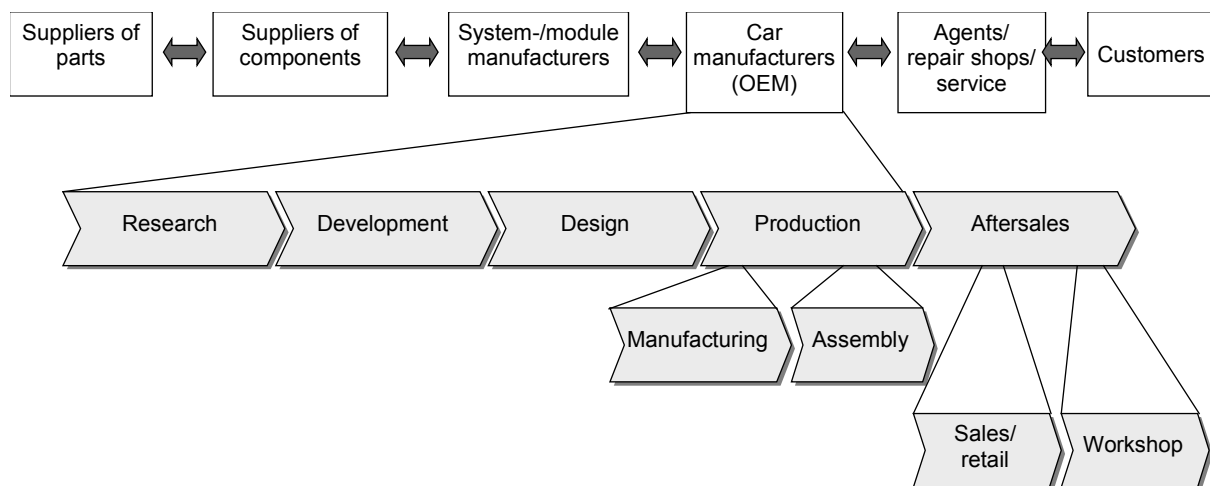 Suppliers of
parts
Suppliers of
components
System-/module
manufacturers
Car
manufacturers
(OEM)
Agents/
repair shops/
service
Customers
Research
Development
Design
Production
Aftersales
Manufacturing
Assembly
Sales/
retail
Workshop